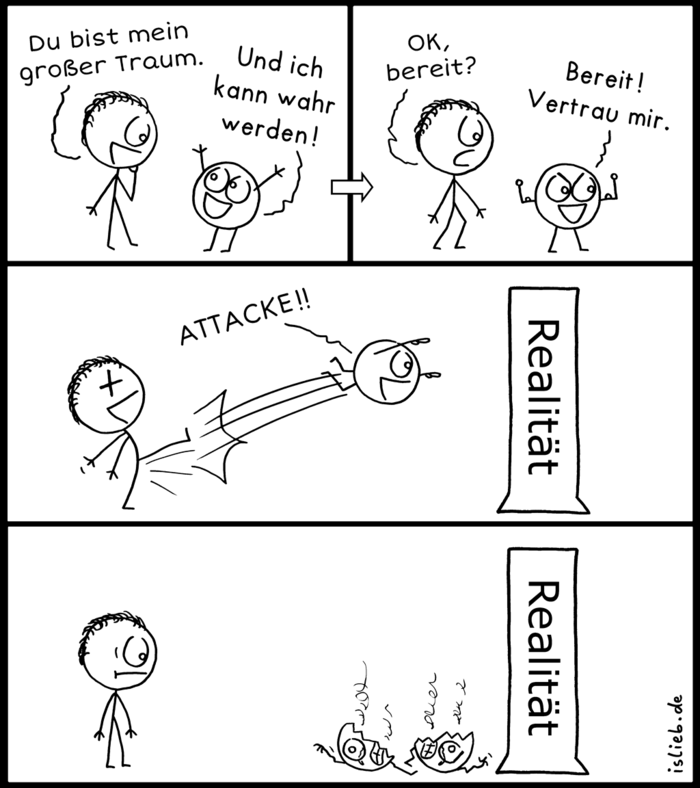 Du bist mein
großer Traum.
Und ich
kann wahr
werden!
OK,
bereit?
Bereit!
Vertrau mir.
ATTACKE!!
Realität
Realität
islieb.de